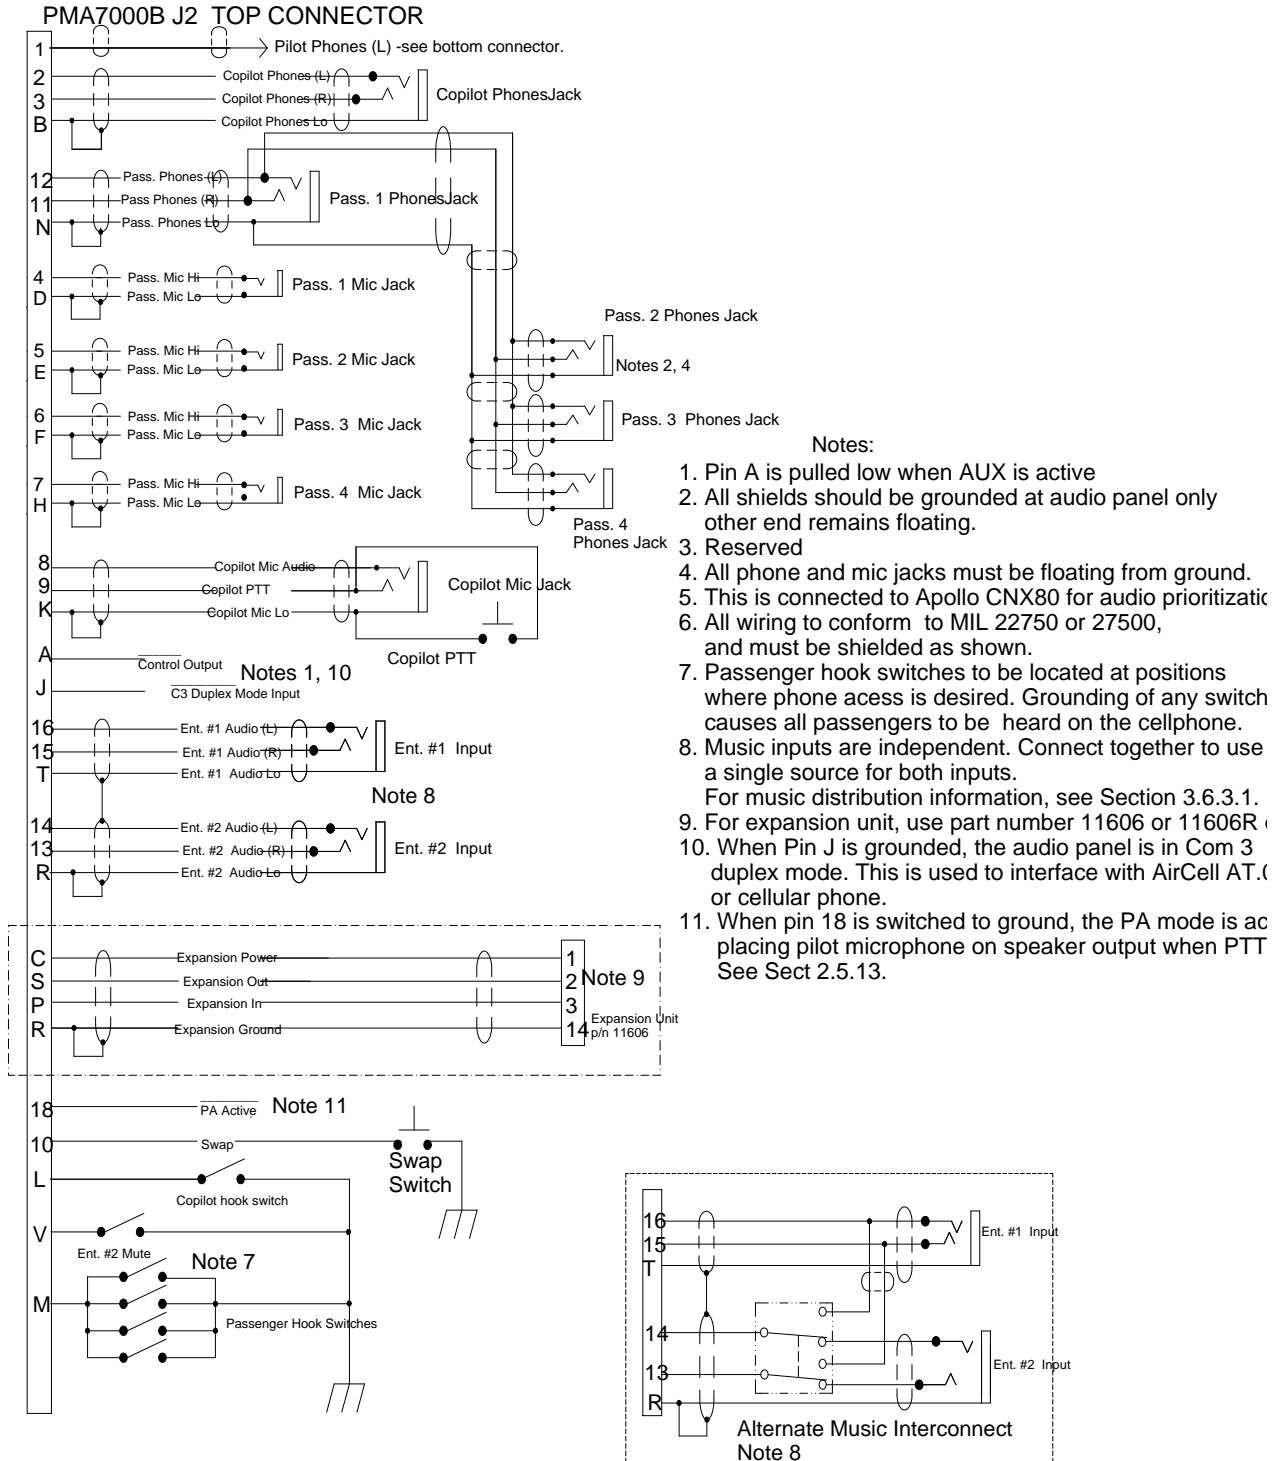 PMA7000B J2 TOP CONNECTOR
1
Pilot Phones (L) -see bottom connector.
2
Copilot Phones (L)
3
Copilot Phones (R)
Copilot PhonesJack
B
Copilot Phones Lo
12
Pass. Phones (L)
11
Pass Phones (R)
Pass. 1 PhonesJack
N
Pass. Phones Lo
4
Pass. Mic Hi
Pass. 1 Mic Jack
D
Pass. Mic Lo
Pass. 2 Phones Jack
5
Pass. Mic Hi
Pass. 2 Mic Jack
Notes 2, 4
E
Pass. Mic Lo
6
Pass. Mic Hi
Pass. 3 Mic Jack
Pass. 3 Phones Jack
F
Pass. Mic Lo
7
Pass. Mic Hi
Pass. 4 Mic Jack
H
Pass. Mic Lo
Pass. 4
Phones Jack
8
Copilot Mic Audio
9
Copilot PTT
Copilot Mic Jack
K
Copilot Mic Lo
Copilot PTT
A
Control Output
Notes 1, 10
J
C3 Duplex Mode Input
16
Ent. #1 Audio (L)
15
Ent. #1 Audio (R)
Ent. #1 Input
T
Ent. #1 Audio Lo
Note 8
14
Ent. #2 Audio (L)
13
Ent. #2 Audio (R)
Ent. #2 Input
R
Ent. #2 Audio Lo
C
Expansion Power
1
S
Expansion Out
2
Note 9
P
Expansion In
3
R
Expansion Ground
14
Expansion Unit
p/n 11606
18
PA Active
Note 11
10
Swap
Swap
Switch
L
Copilot hook switch
V
Ent. #2 Mute
Note 7
M
Passenger Hook Switches
Notes:
1. Pin A is pulled low when AUX is active
2. All shields should be grounded at audio panel only
other end remains floating.
3. Reserved
4. All phone and mic jacks must be floating from ground.
5. This is connected to Apollo CNX80 for audio
6. All wiring to conform to MIL 22750 or 27500,
and must be shielded as shown.
7. Passenger hook switches to be located at positions
where phone acess is desired. Grounding of any switch
causes all passengers to be heard on the cellphone.
8. Music inputs are independent. Connect together to use
a single source for both inputs.
For music distribution information, see Section 3.6.3.1.
9. For expansion unit, use part number 11606 or 11606R
10. When Pin J is grounded, the audio panel is in Com 3
duplex mode. This is used to interface with AirCell
or cellular phone.
11. When pin 18 is switched to ground, the PA mode is
placing pilot microphone on speaker output when PTT
See Sect 2.5.13.
16
15
Ent. #1 Input
T
14
13
Ent. #2 Input
R
Alternate Music Interconnect
Note 8